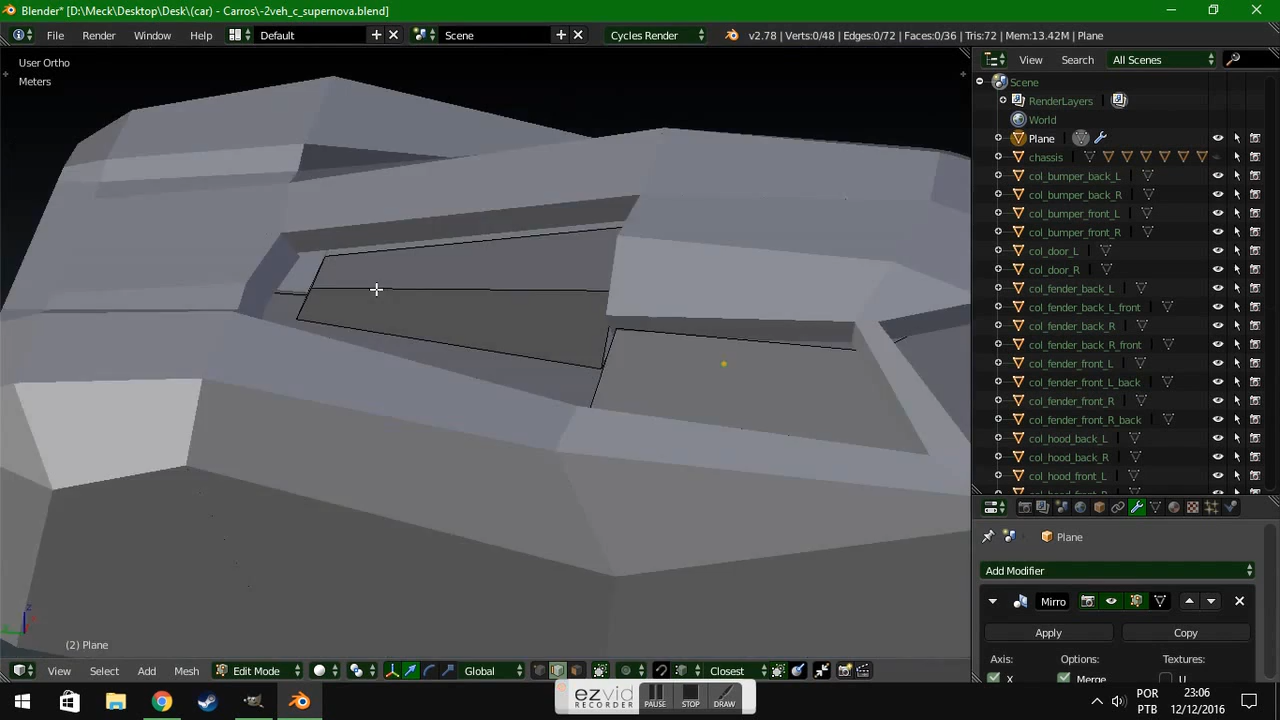 Blender* [D:\Meck\Desktop\Desk\(car) - Carros\-2veh_c_supernova.blend]
File Render Window Help Default Scene Cycles Render v2.78 | Verts:0/48 | Edges:0/72 | Faces:0/36 | Tris:72 | Mem:13.42M | Plane
User Ortho
Meters
View Search All Scenes
Scene
RenderLayers
World
Plane
chassis
col_bumper_back_L
col_bumper_back_R
col_bumper_front_L
col_bumper_front_R
col_door_L
col_door_R
col_fender_back_L
col_fender_back_L_front
col_fender_back_R
col_fender_back_R_front
col_fender_front_L
col_fender_front_L_back
col_fender_front_R
col_fender_front_R_back
col_hood_back_L
col_hood_back_R
col_hood_front_L
Plane
Add Modifier
Mirro
Apply Copy
Axis: Options: Textures:
X Merge U
(2) Plane
View Select Add Mesh Edit Mode Global Closest
ezvid
RECORDER
PAUSE STOP DRAW
POR
PTB
23:06
12/12/2016